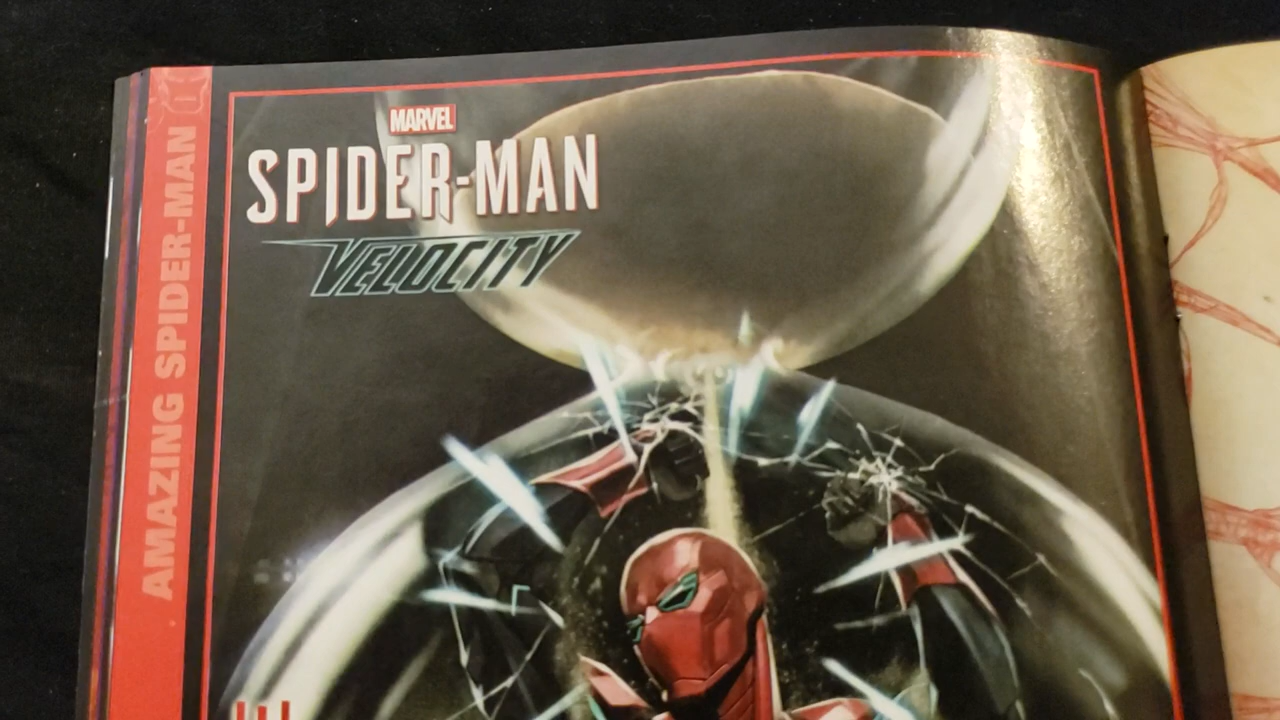 AMAZING SPIDER-MAN
MARVEL
SPIDER-MAN
VELOCITY